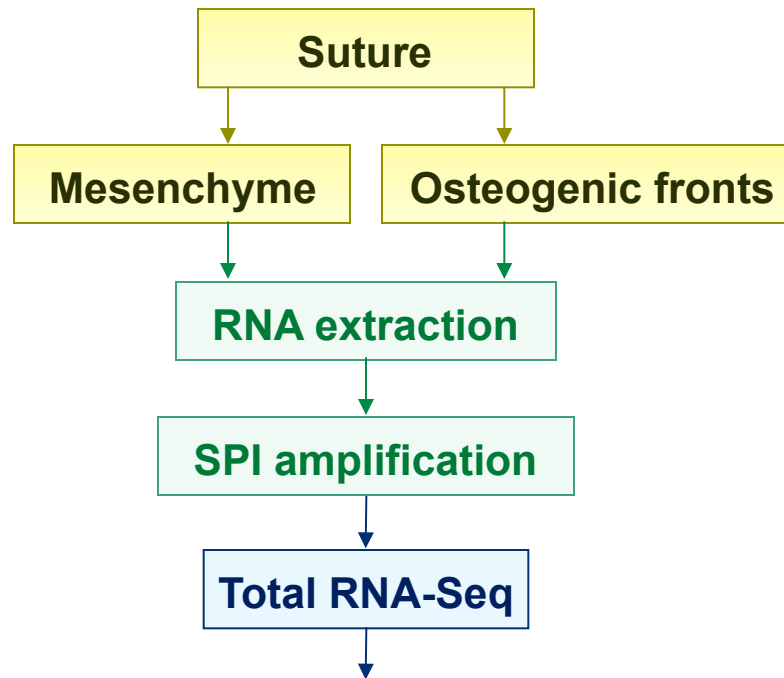 Suture
Mesenchyme
Osteogenic fronts
RNA extraction
SPI amplification
Total RNA-Seq